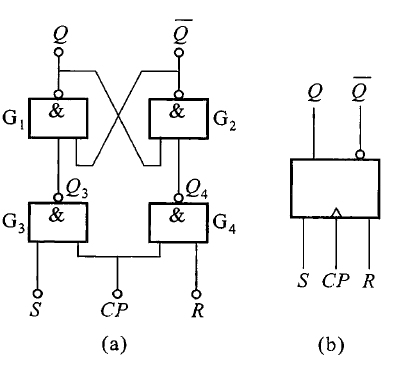 Q Q̅ Q Q̅
G₁ & & G₂
Q₃ Q₄
G₃ & & G₄
S CP R S CP R
(a) (b)